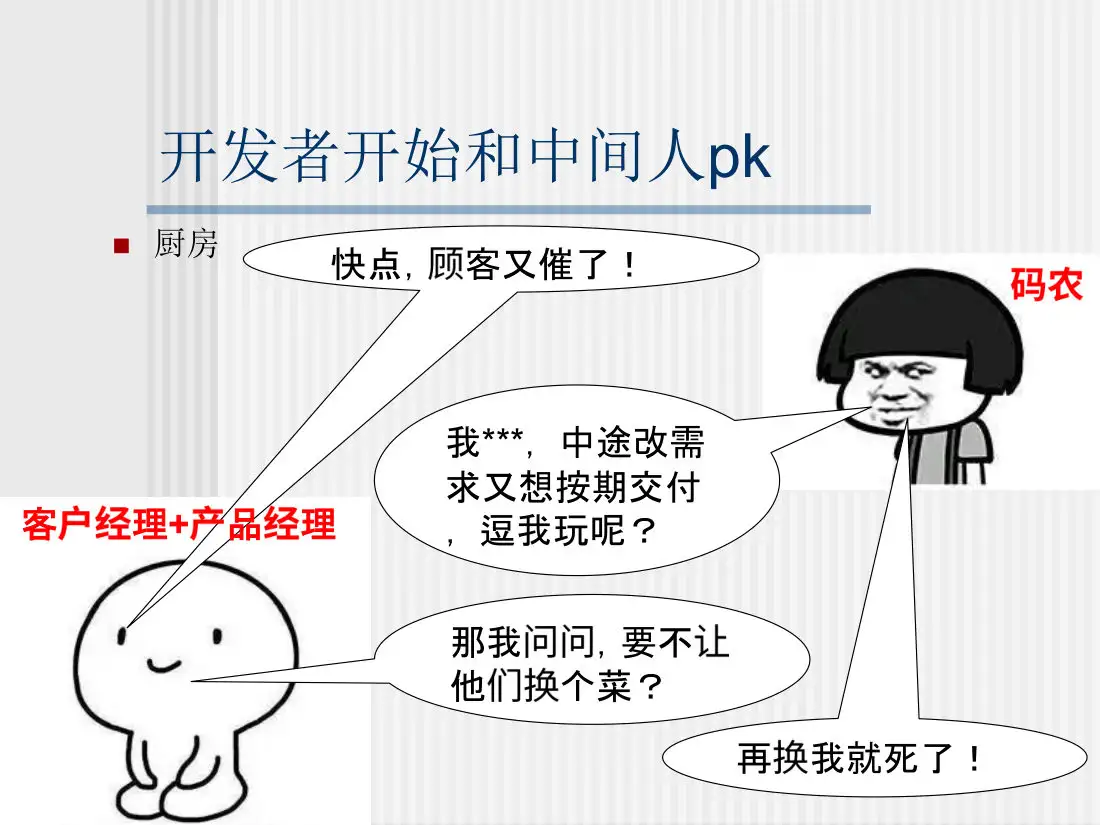 开发者开始和中间人pk
厨房
快点, 顾客又催了！
码农
我***, 中途改需
求又想按期交付
, 逗我玩呢？
客户经理+产品经理
那我问问, 要不让
他们换个菜？
再换我就死了！